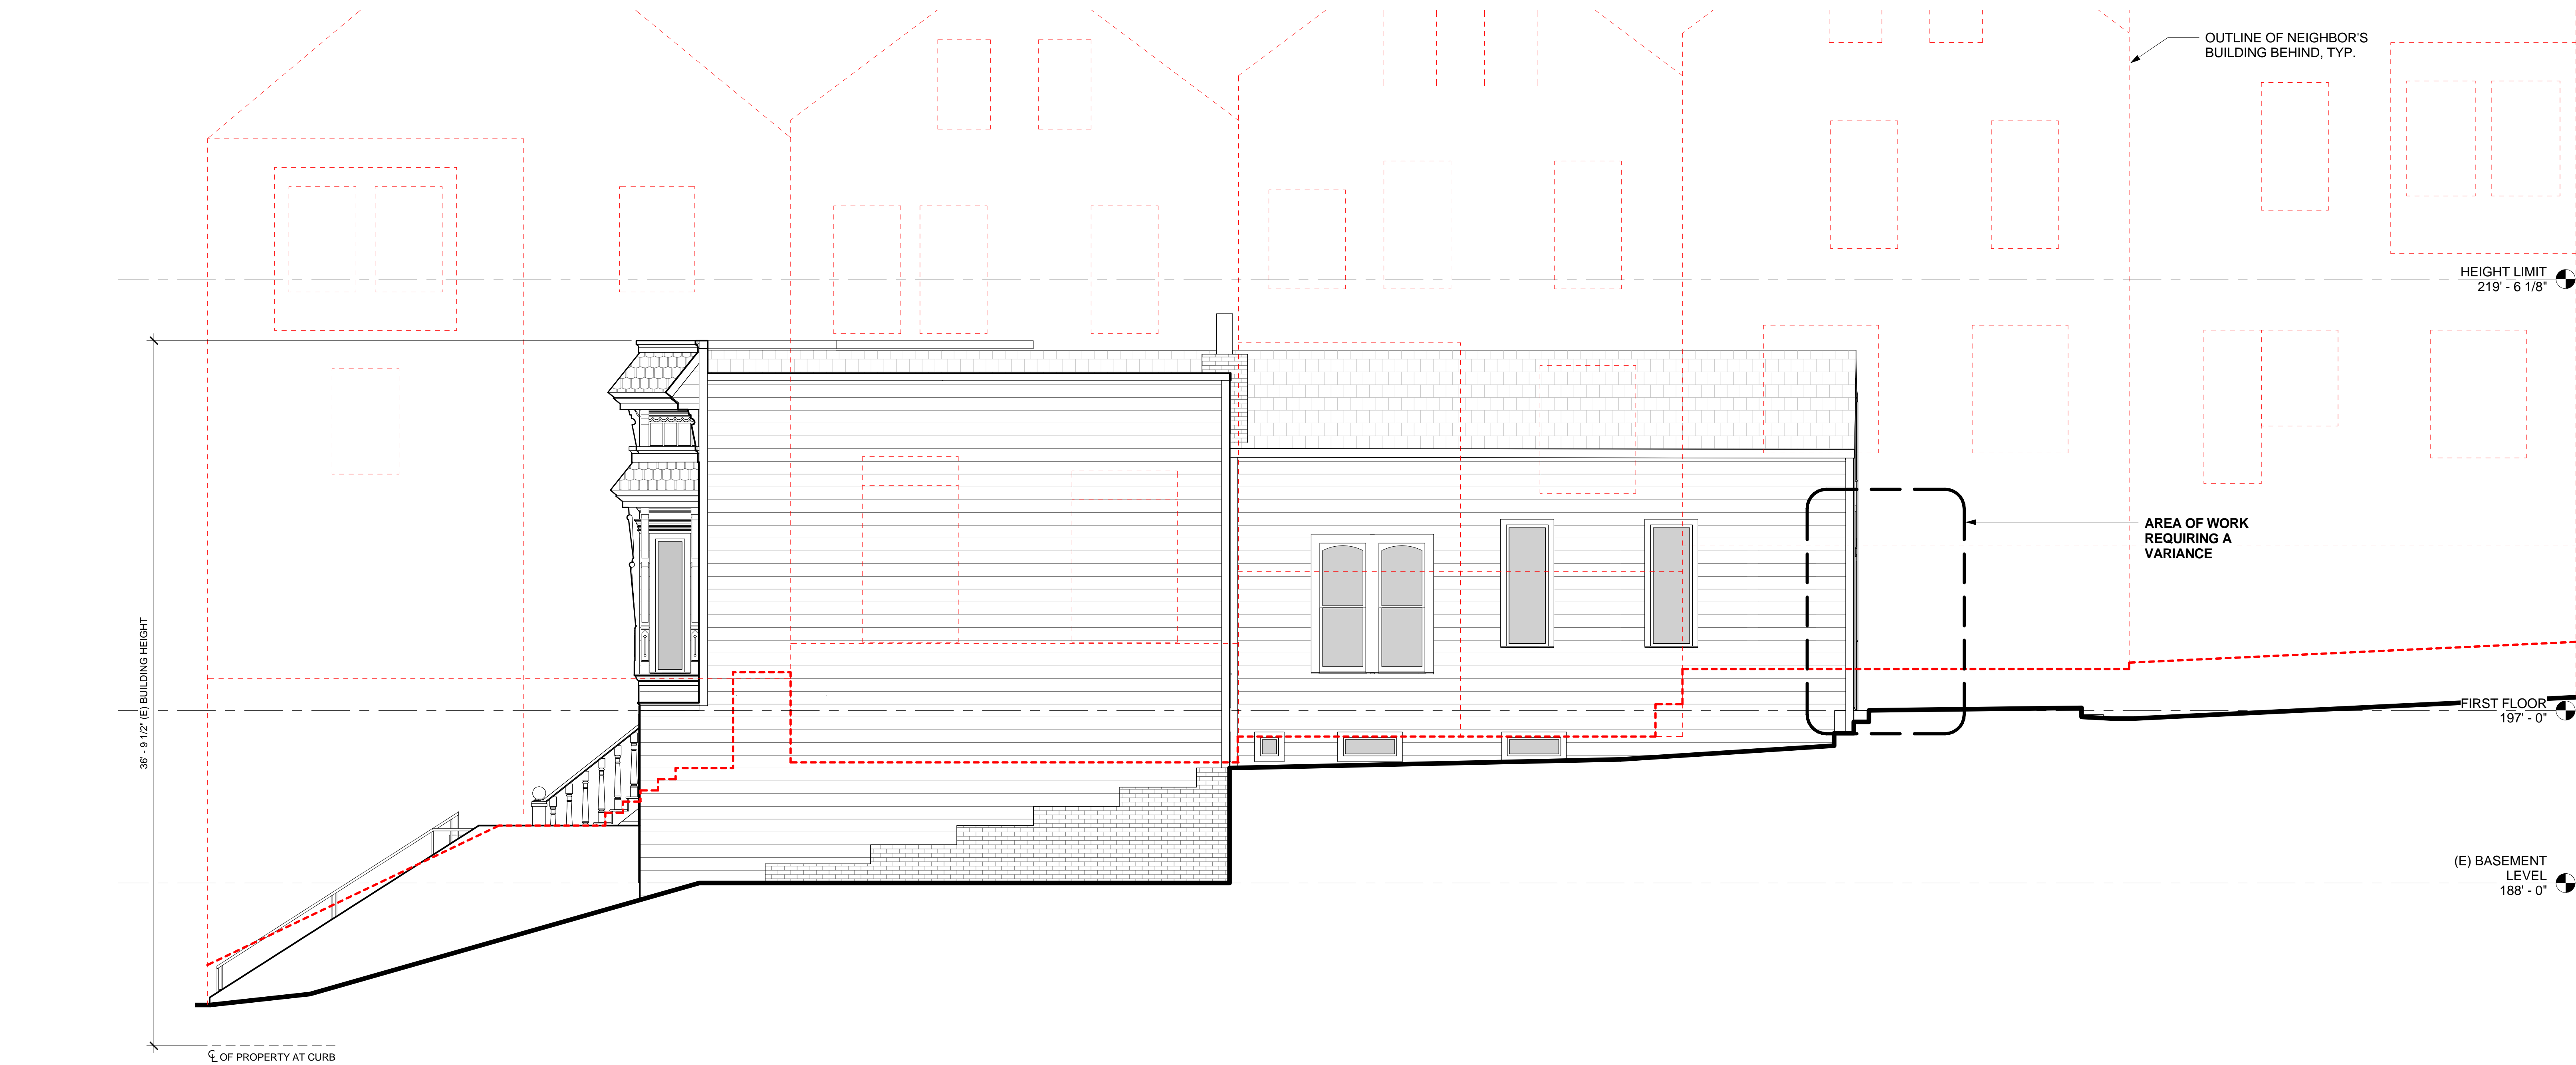 OUTLINE OF NEIGHBOR'S
BUILDING BEHIND, TYP.
HEIGHT LIMIT
219' - 6 1/8"
AREA OF WORK
REQUIRING A
VARIANCE
36' - 9 1/2" (E) BUILDING HEIGHT
FIRST FLOOR
197' - 0"
(E) BASEMENT
LEVEL
188' - 0"
℄ OF PROPERTY AT CURB